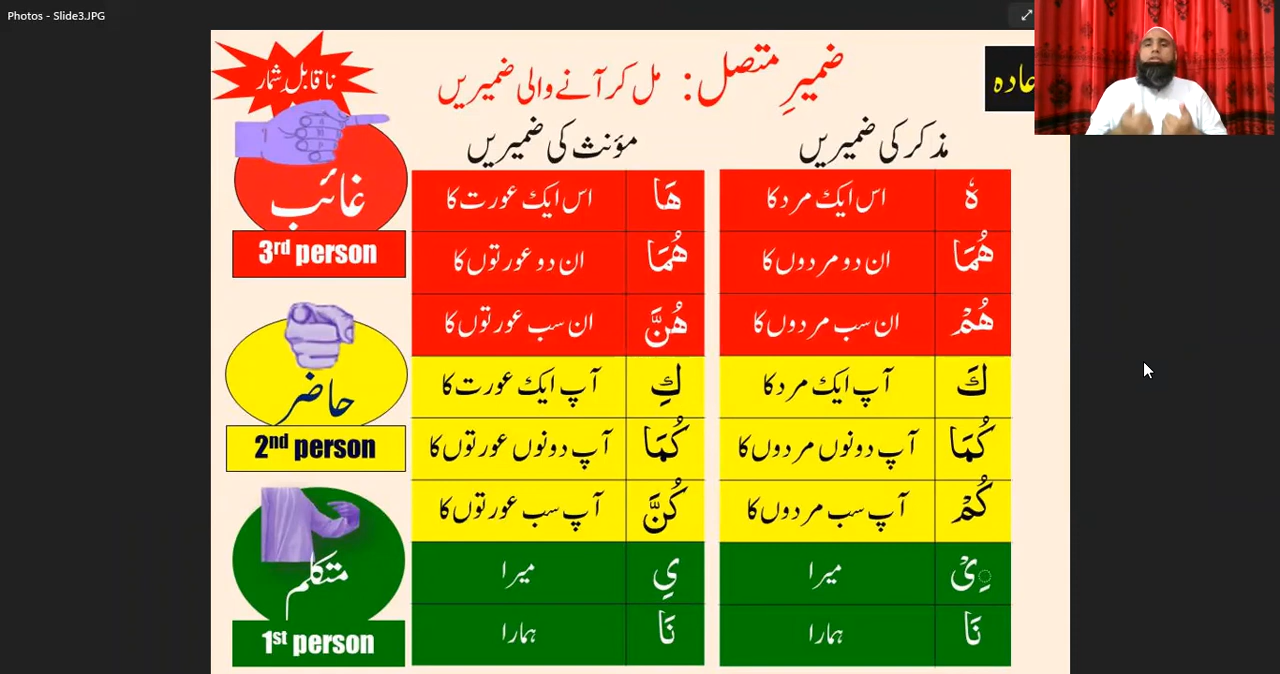 Photos - Slide3.JPG
ضمیرِ متصل: مل کر آنے والی ضمیریں
عادہ
ناقابلِ شمار
مذکر کی ضمیریں
مؤنث کی ضمیریں
غائب
3rd person
هٗ اس ایک مرد کا هَا اس ایک عورت کا
هُمَا ان دو مردوں کا هُمَا ان دو عورتوں کا
هُمْ ان سب مردوں کا هُنَّ ان سب عورتوں کا
حاضر
2nd person
كَ آپ ایک مرد کا كِ آپ ایک عورت کا
كُمَا آپ دونوں مردوں کا كُمَا آپ دونوں عورتوں کا
كُمْ آپ سب مردوں کا كُنَّ آپ سب عورتوں کا
متکلم
1st person
◌ِیْ میرا یِ میرا
نَا ہمارا نَا ہمارا